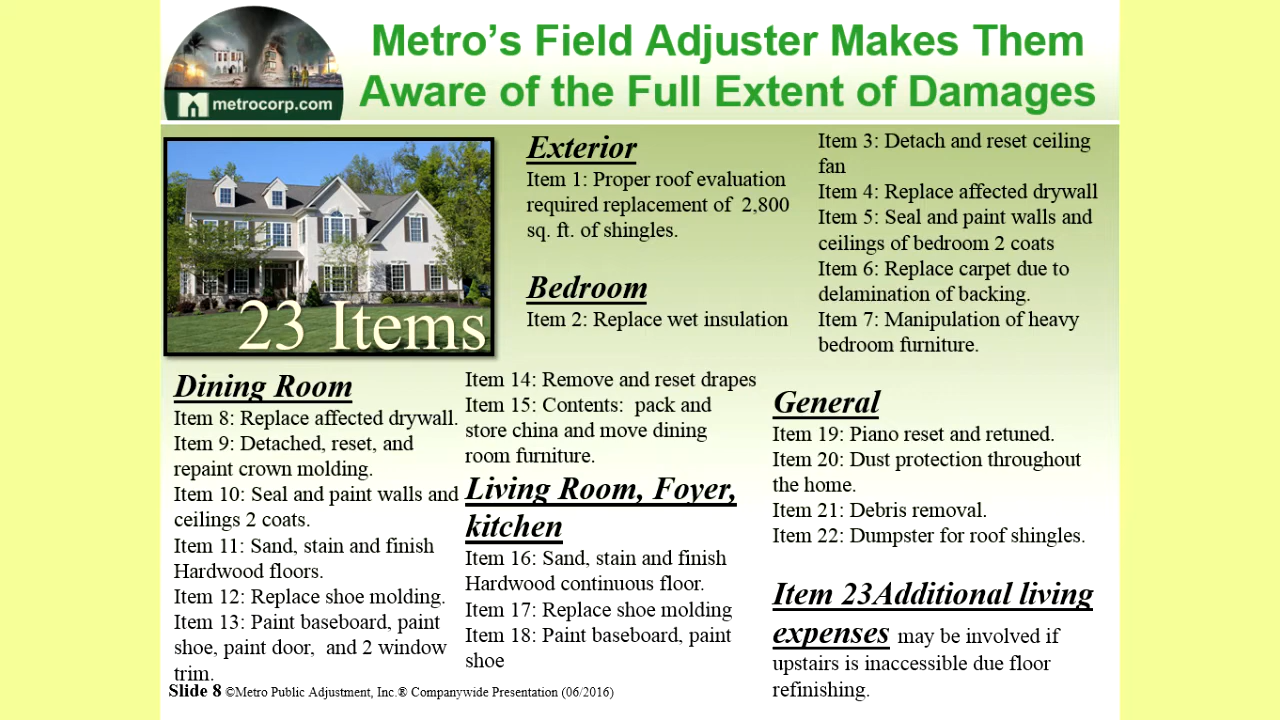 Metro's Field Adjuster Makes Them
Aware of the Full Extent of Damages
metrocorp.com
23 Items
Exterior
Item 1: Proper roof evaluation
required replacement of 2,800
sq. ft. of shingles.
Bedroom
Item 2: Replace wet insulation
Item 3: Detach and reset ceiling
fan
Item 4: Replace affected drywall
Item 5: Seal and paint walls and
ceilings of bedroom 2 coats
Item 6: Replace carpet due to
delamination of backing.
Item 7: Manipulation of heavy
bedroom furniture.
Dining Room
Item 8: Replace affected drywall.
Item 9: Detached, reset, and
repaint crown molding.
Item 10: Seal and paint walls and
ceilings 2 coats.
Item 11: Sand, stain and finish
Hardwood floors.
Item 12: Replace shoe molding.
Item 13: Paint baseboard, paint
shoe, paint door, and 2 window
trim.
Item 14: Remove and reset drapes
Item 15: Contents: pack and
store china and move dining
room furniture.
Living Room, Foyer,
kitchen
Item 16: Sand, stain and finish
Hardwood continuous floor.
Item 17: Replace shoe molding
Item 18: Paint baseboard, paint
shoe
General
Item 19: Piano reset and retuned.
Item 20: Dust protection throughout
the home.
Item 21: Debris removal.
Item 22: Dumpster for roof shingles.
Item 23Additional living
expenses may be involved if
upstairs is inaccessible due floor
refinishing.
Slide 8 ©Metro Public Adjustment, Inc.® Companywide Presentation (06/2016)